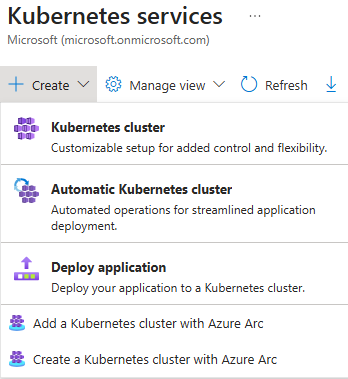 Kubernetes services ...
Microsoft (microsoft.onmicrosoft.com)
+ Create Manage view Refresh
Kubernetes cluster
Customizable setup for added control and flexibility.
Automatic Kubernetes cluster
Automated operations for streamlined application
deployment.
Deploy application
Deploy your application to a Kubernetes cluster.
Add a Kubernetes cluster with Azure Arc
Create a Kubernetes cluster with Azure Arc